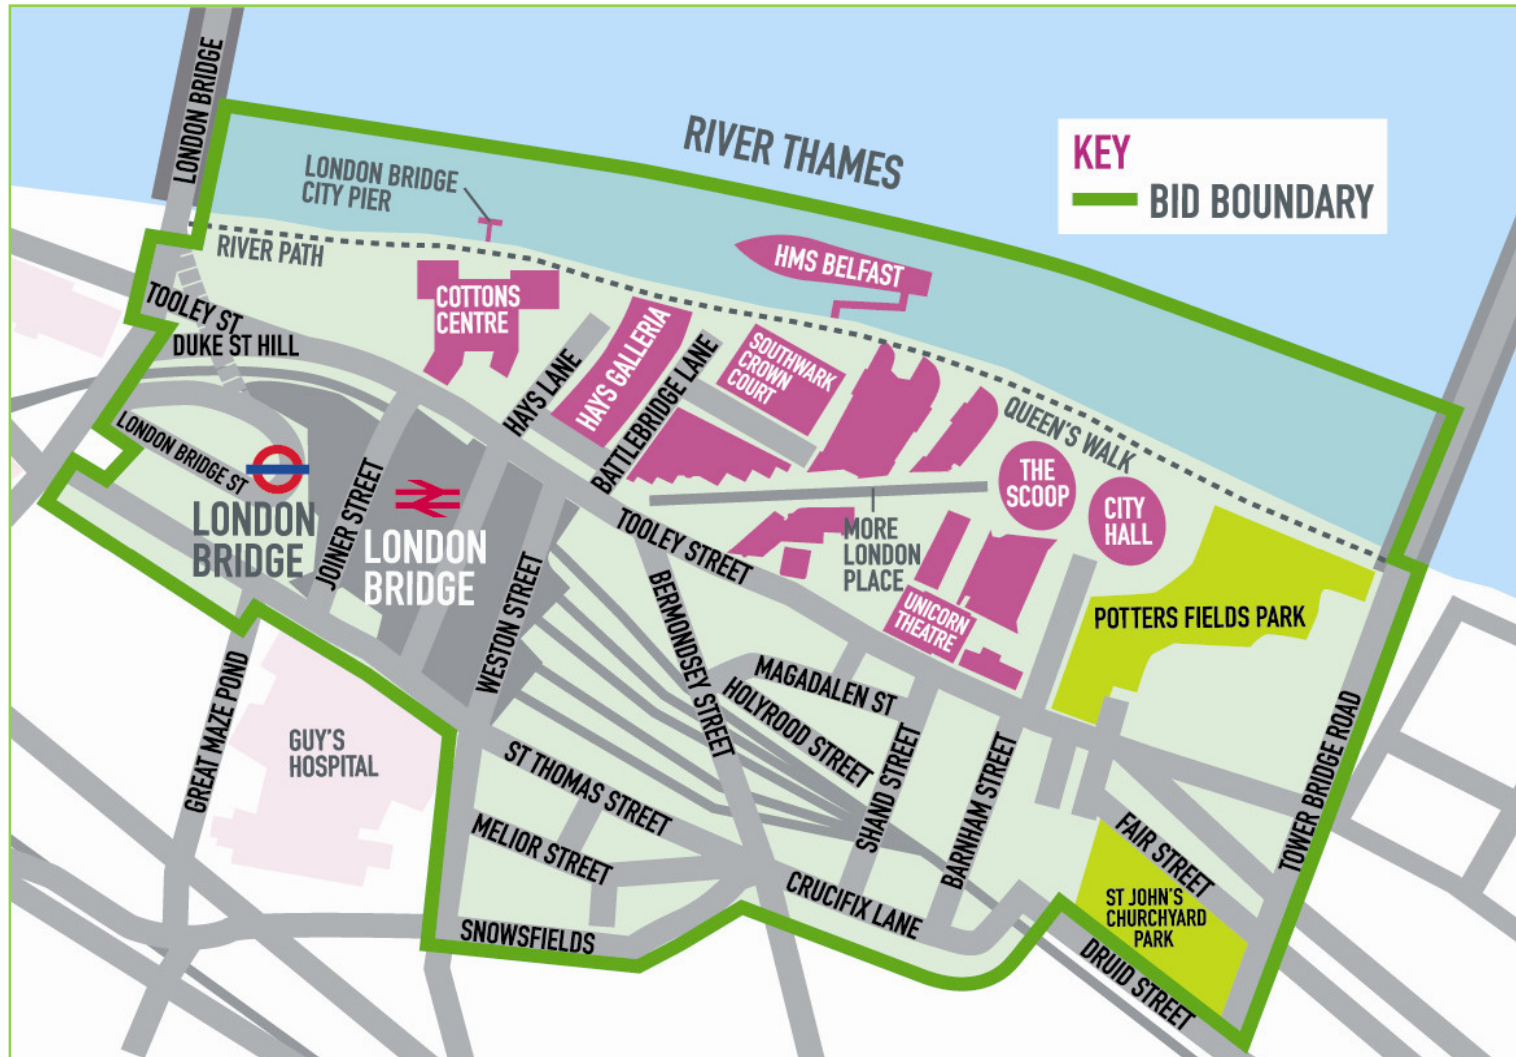 LONDON BRIDGE
RIVER THAMES
KEY
BID BOUNDARY
LONDON BRIDGE
CITY PIER
RIVER PATH
HMS BELFAST
COTTONS
CENTRE
TOOLEY ST
DUKE ST HILL
HAYS LANE
HAYS GALLERIA
BATTLEBRIDGE LANE
SOUTHWARK
CROWN
COURT
QUEEN'S WALK
THE
SCOOP
CITY
HALL
LONDON BRIDGE ST
LONDON
BRIDGE
JOINER STREET
LONDON
BRIDGE
WESTON STREET
TOOLEY STREET
MORE
LONDON
PLACE
UNICORN
THEATRE
POTTERS FIELDS PARK
BERMONDSEY STREET
MAGADALEN ST
HOLYROOD STREET
SHAND STREET
BARNHAM STREET
TOWER BRIDGE ROAD
GREAT MAZE POND
GUY'S
HOSPITAL
ST THOMAS STREET
MELIOR STREET
SNOWSFIELDS
CRUCIFIX LANE
FAIR STREET
ST JOHN'S
CHURCHYARD
PARK
DRUID STREET